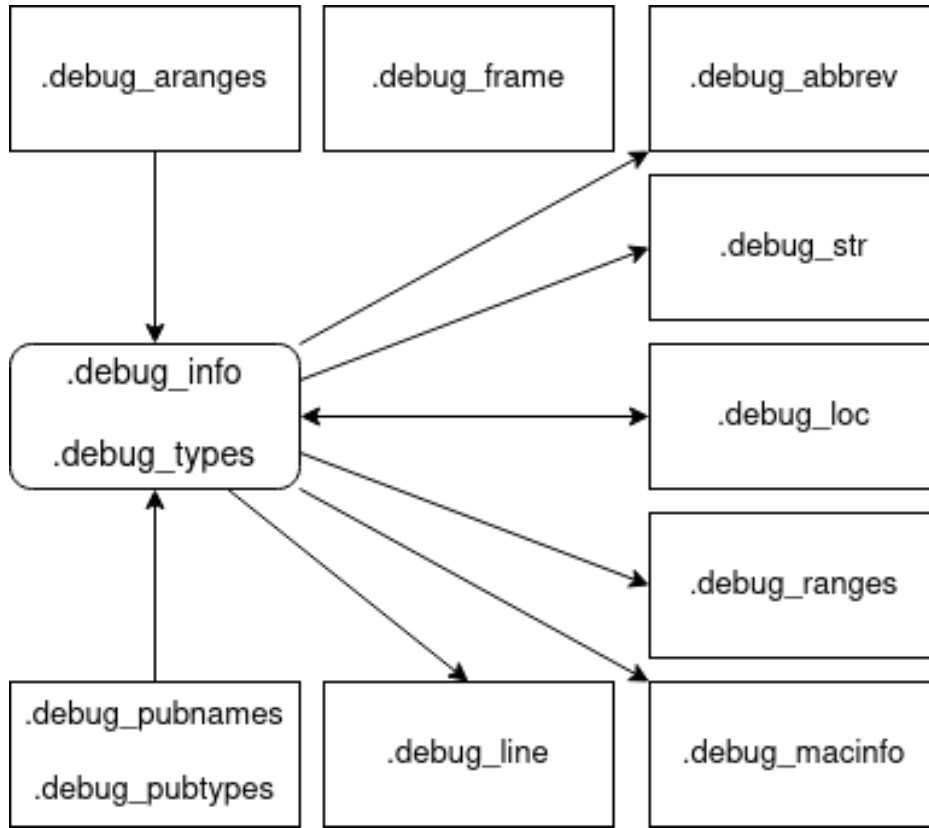 .debug_aranges
.debug_frame
.debug_abbrev
.debug_str
.debug_info
.debug_types
.debug_loc
.debug_ranges
.debug_pubnames
.debug_pubtypes
.debug_line
.debug_macinfo